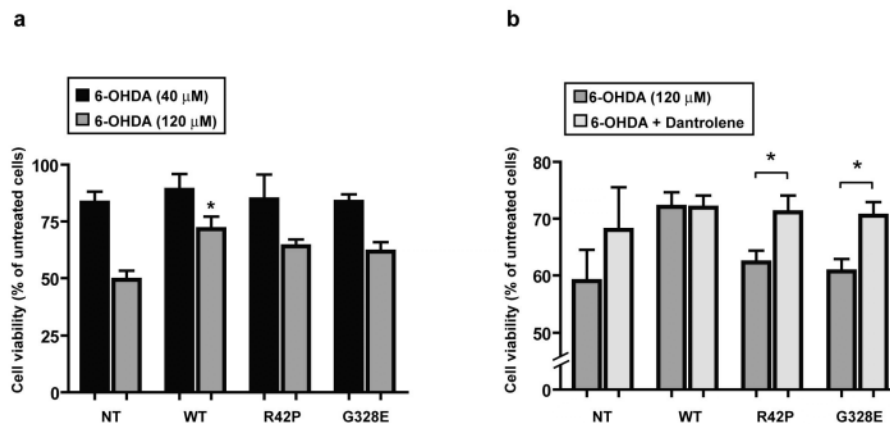 a
6-OHDA (40 μM)
6-OHDA (120 μM)
Cell viability (% of untreated cells)
100
75
50
25
0
*
NT WT R42P G328E
b
6-OHDA (120 μM)
6-OHDA + Dantrolene
Cell viability (% of untreated cells)
80
70
60
50
0
* *
NT WT R42P G328E